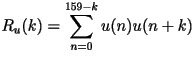 R_u(k) = \sum_{n=0}^{159-k} u(n)u(n+k)